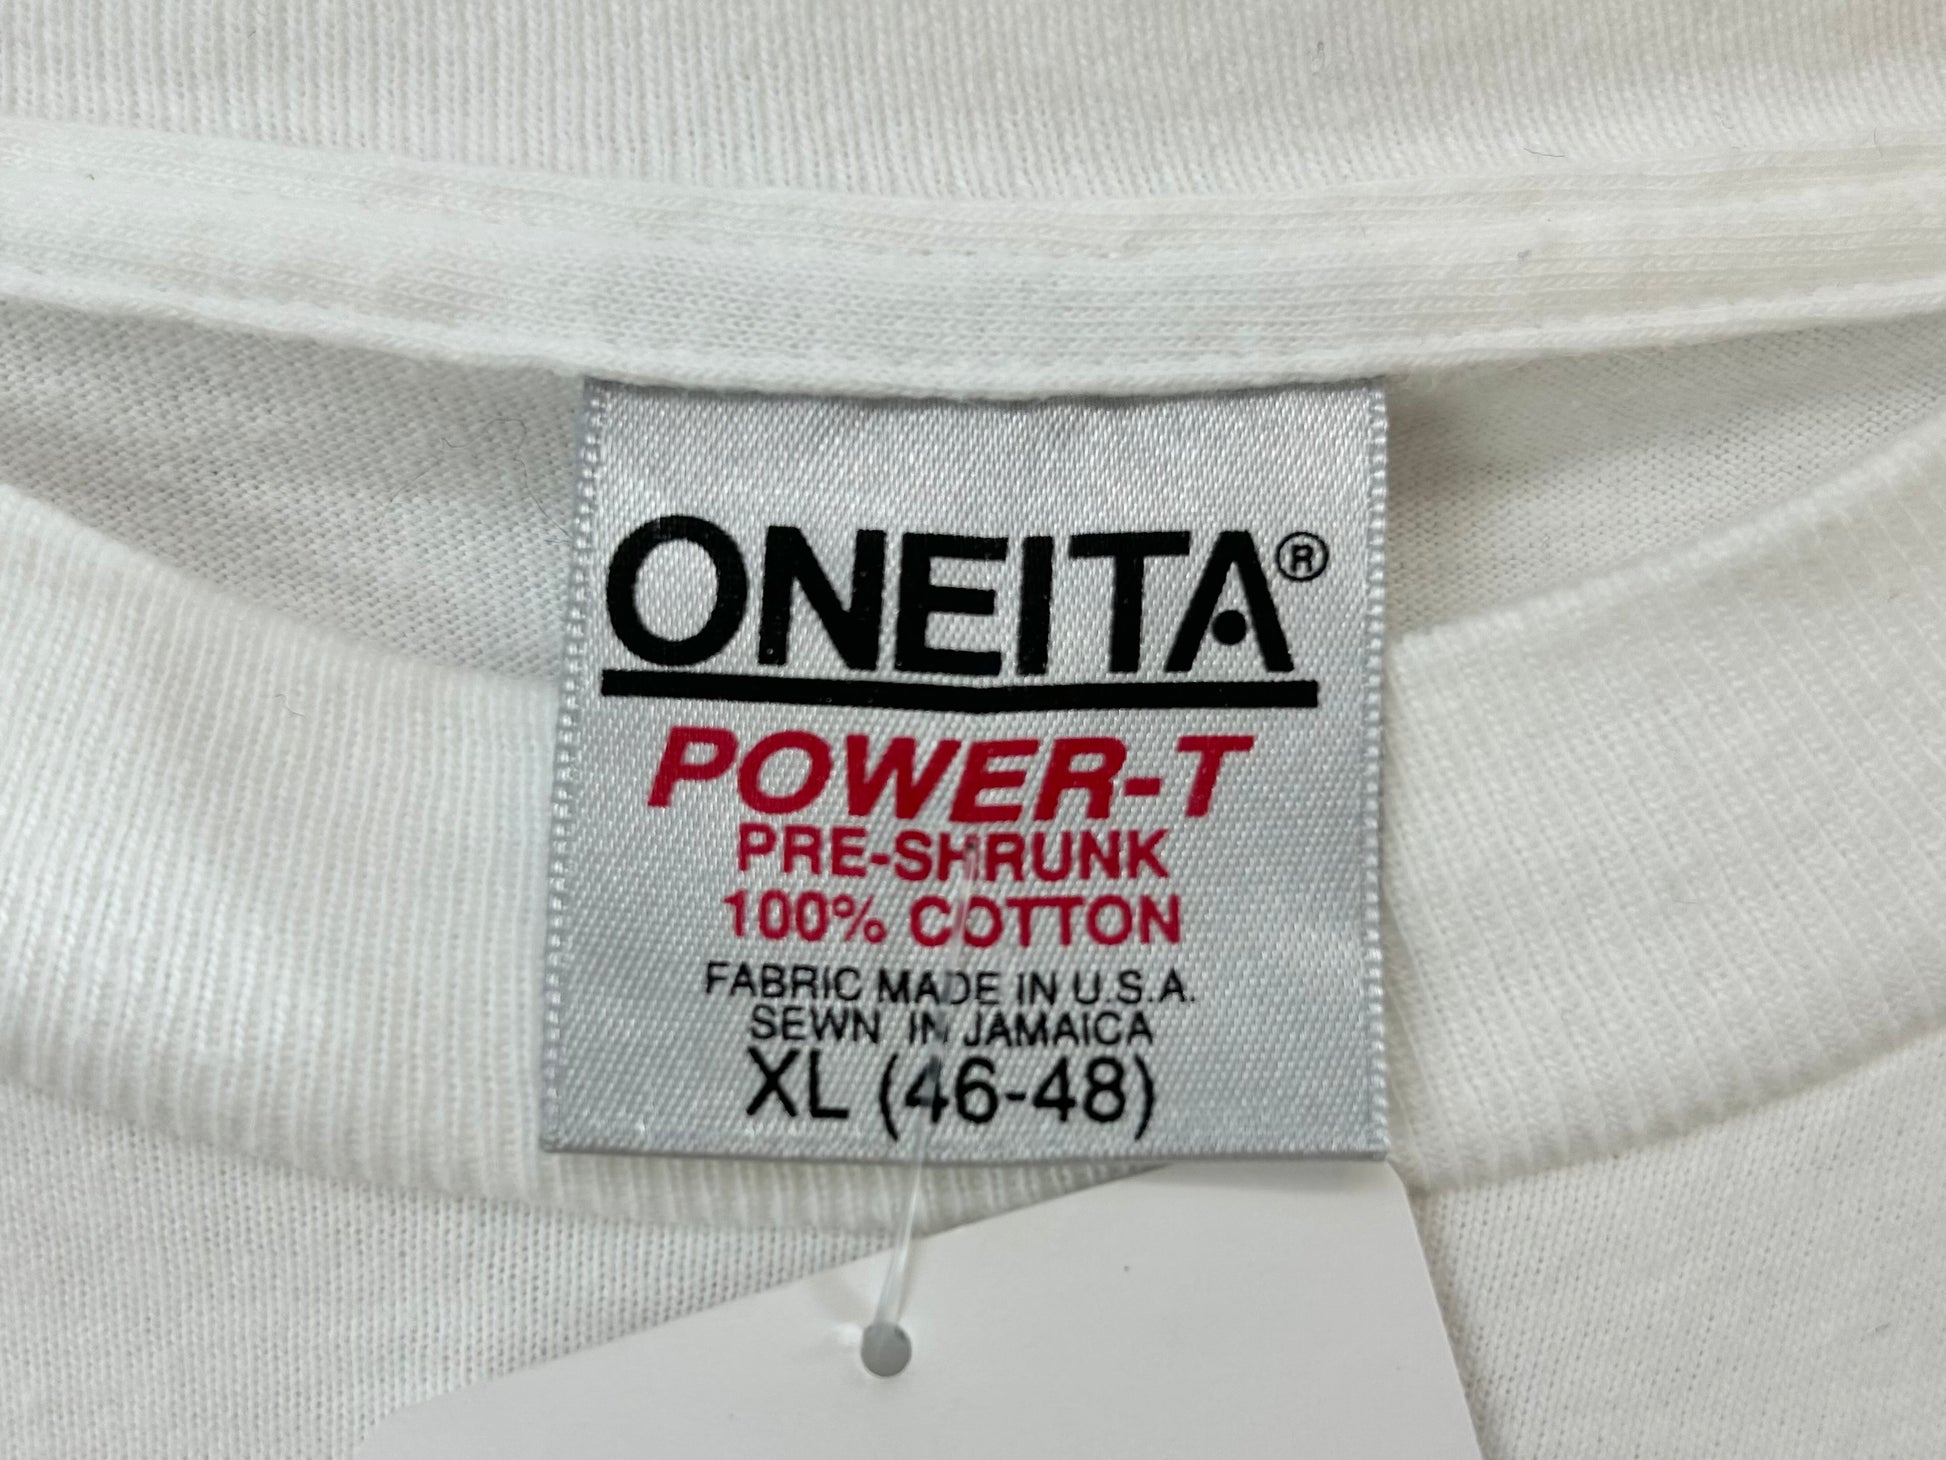 ONEITA®
POWER-T
PRE-SHRUNK
100% COTTON
FABRIC MADE IN U.S.A.
SEWN IN JAMAICA
XL (46-48)